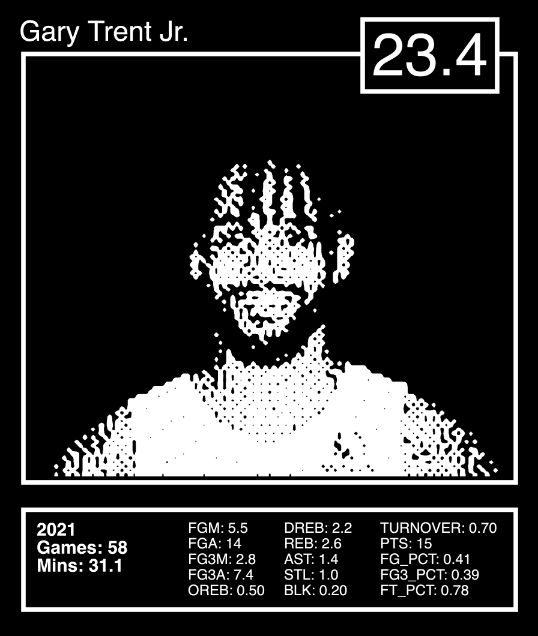 Gary Trent Jr.
23.4
2021
Games: 58
Mins: 31.1
FGM: 5.5
FGA: 14
FG3M: 2.8
FG3A: 7.4
OREB: 0.50
DREB: 2.2
REB: 2.6
AST: 1.4
STL: 1.0
BLK: 0.20
TURNOVER: 0.70
PTS: 15
FG_PCT: 0.41
FG3_PCT: 0.39
FT_PCT: 0.78